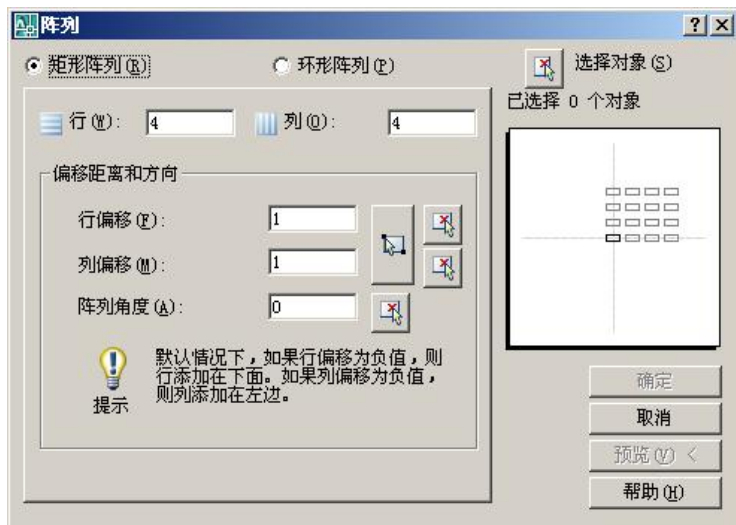 阵列
矩形阵列(R)
环形阵列(P)
选择对象(S)
已选择 0 个对象
行(W): 4
列(O): 4
偏移距离和方向
行偏移(F): 1
列偏移(M): 1
阵列角度(A): 0
默认情况下,如果行偏移为负值,则
行添加在下面。如果列偏移为负值,
则列添加在左边。
提示
确定
取消
预览(V) <
帮助(H)